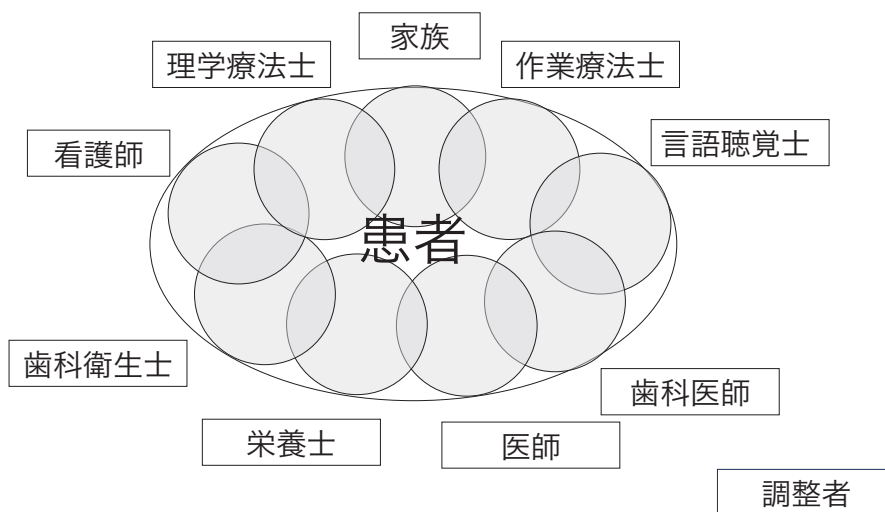 家族
理学療法士
作業療法士
看護師
言語聴覚士
患者
歯科衛生士
歯科医師
栄養士
医師
調整者